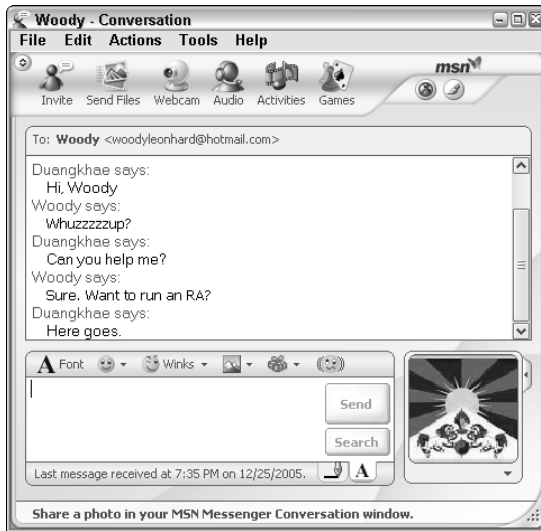 Woody - Conversation
File Edit Actions Tools Help
msn
Invite Send Files Webcam Audio Activities Games
To: Woody <woodyleonhard@hotmail.com>
Duangkhae says:
Hi, Woody
Woody says:
Whuzzzzzup?
Duangkhae says:
Can you help me?
Woody says:
Sure. Want to run an RA?
Duangkhae says:
Here goes.
A Font Winks
Send
Search
Last message received at 7:35 PM on 12/25/2005.
A
Share a photo in your MSN Messenger Conversation window.